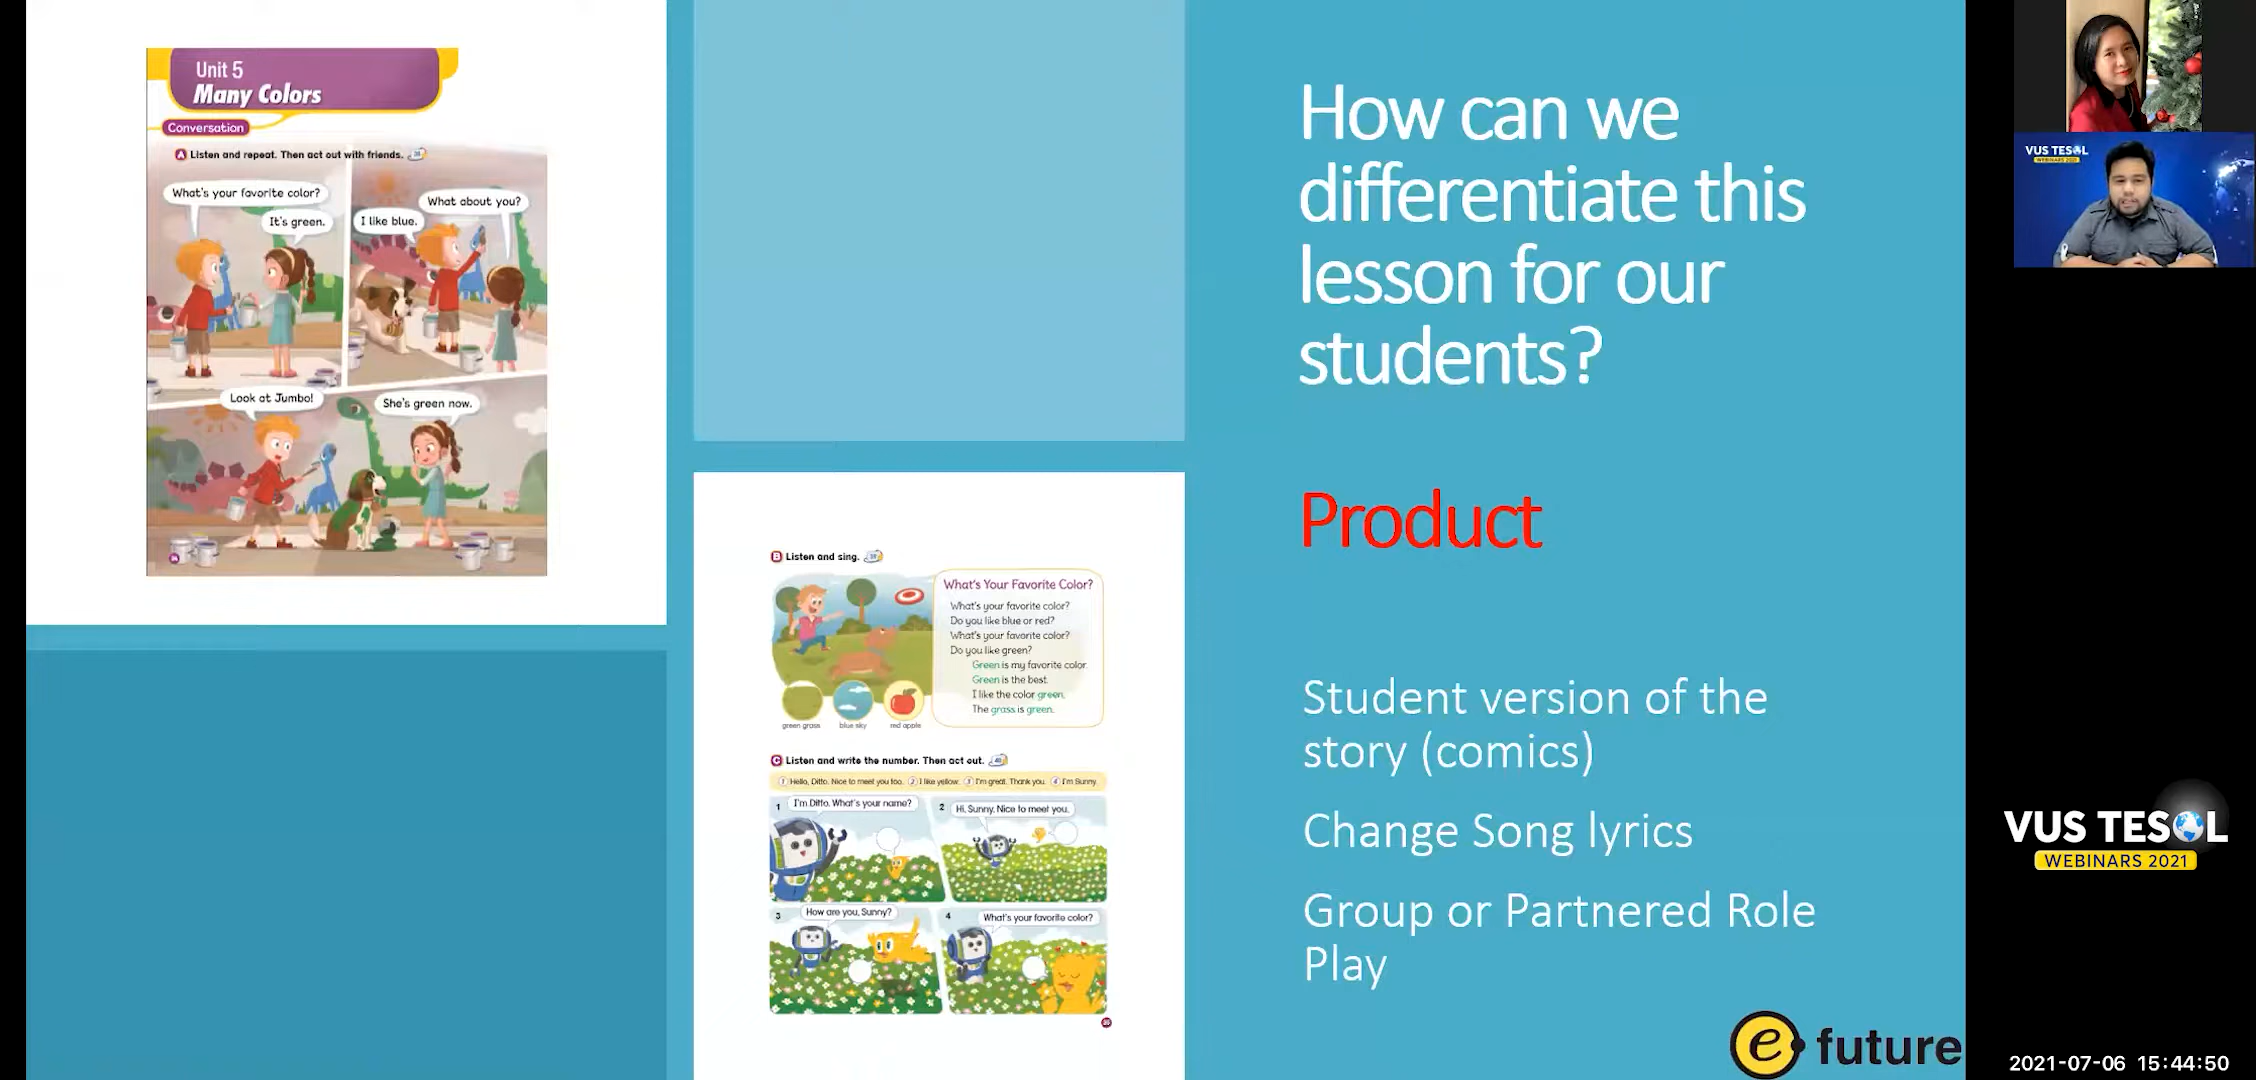 Unit 5
Many Colors
Conversation
A Listen and repeat. Then act out with friends.
What's your favorite color?
It's green.
What about you?
I like blue.
Look at Jumbo!
She's green now.
B Listen and sing.
What's Your Favorite Color?
What's your favorite color?
Do you like blue or red?
What's your favorite color?
Do you like green?
Green is my favorite color.
Green is the best.
I like the color green.
The grass is green.
green grass
blue sky
red apple
C Listen and write the number. Then act out.
1 Hello, Ditto. Nice to meet you too. 2 I like yellow. 3 I'm great. Thank you. 4 I'm Sunny.
1 I'm Ditto. What's your name?
2 Hi, Sunny. Nice to meet you.
3 How are you, Sunny?
4 What's your favorite color?
How can we
differentiate this
lesson for our
students?
Product
Student version of the
story (comics)
Change Song lyrics
Group or Partnered Role
Play
e future
VUS TESOL
WEBINARS 2021
VUS TESOL
WEBINARS 2021
2021-07-06 15:44:50